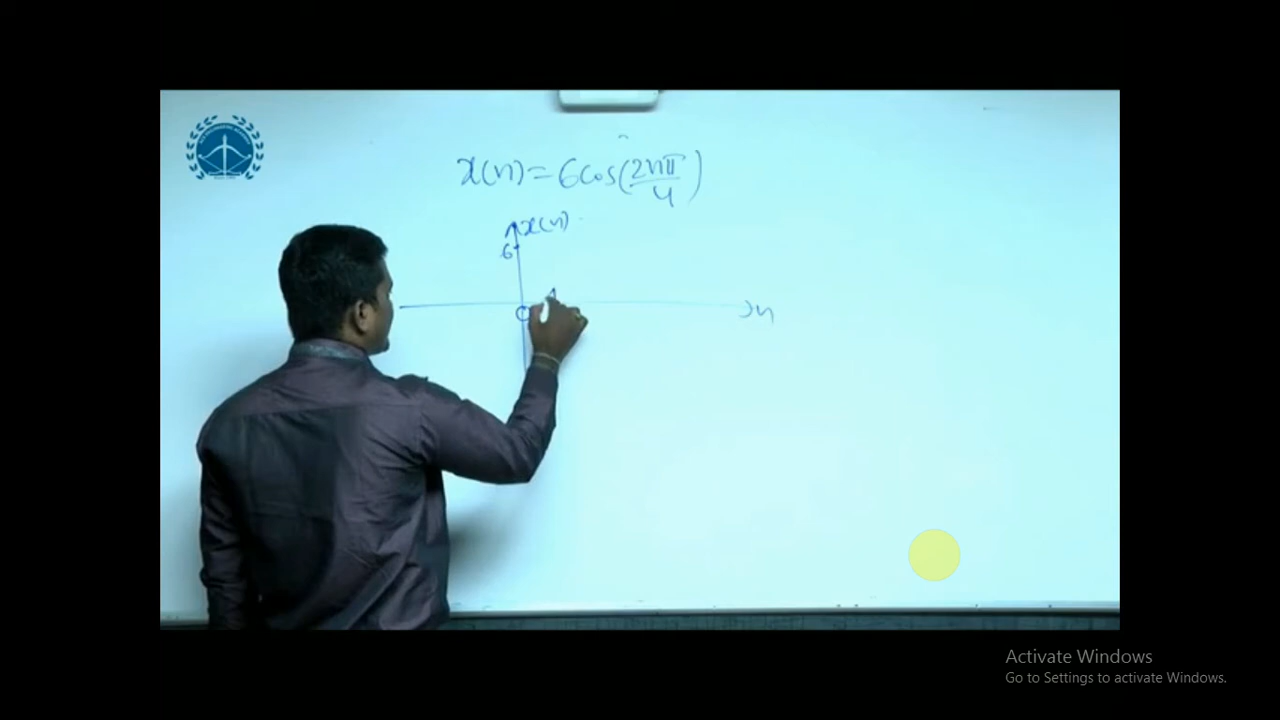 x(n) = 6cos(2nπ/4)
x(n)
6
0
n
Activate Windows
Go to Settings to activate Windows.